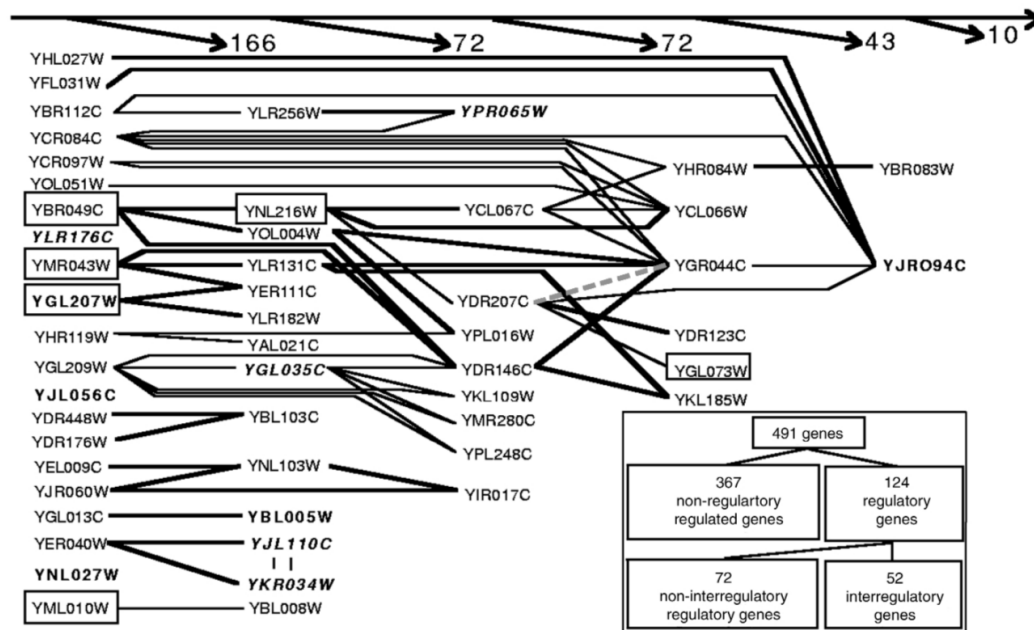 166 72 72 43 10
YHL027W
YFL031W
YBR112C YLR256W YPR065W
YCR084C
YCR097W YHR084W YBR083W
YOL051W
YBR049C YNL216W YCL067C YCL066W
YLR176C YOL004W
YMR043W YLR131C YGR044C YJRO94C
YER111C
YGL207W YDR207C
YLR182W
YHR119W YPL016W YDR123C
YAL021C
YGL209W YGL035C YDR146C YGL073W
YJL056C YKL109W YKL185W
YDR448W YBL103C YMR280C
YDR176W
YPL248C
YEL009C YNL103W
YJR060W YIR017C
YGL013C YBL005W
YER040W YJL110C
YNL027W YKR034W
YML010W YBL008W
491 genes
367 124
non-regulartory regulatory
regulated genes genes
72 52
non-interregulatory interregulatory
regulatory genes genes